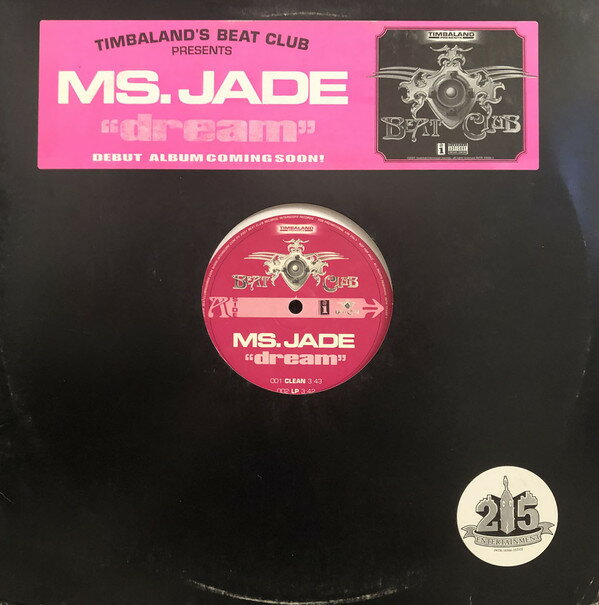 TIMBALAND'S BEAT CLUB
PRESENTS
MS. JADE
"dream"
DEBUT ALBUM COMING SOON!
TIMBALAND
BEAT CLUB
TIMBALAND
BEAT CLUB
A SIDE
MS. JADE
"dream"
001 CLEAN 3:43
002 LP 3:42
215
ENTERTAINMENT